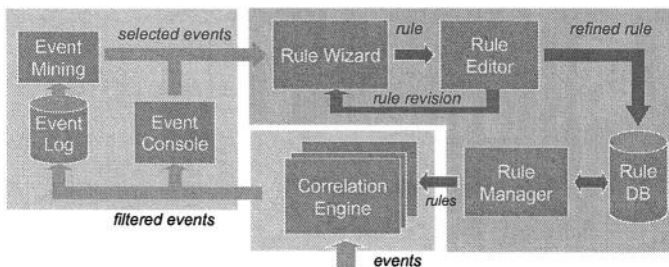 Event
Mining
selected events
Rule Wizard
rule
Rule
Editor
refined rule
rule revision
Event
Log
Event
Console
Correlation
Engine
rules
Rule
Manager
Rule
DB
filtered events
events